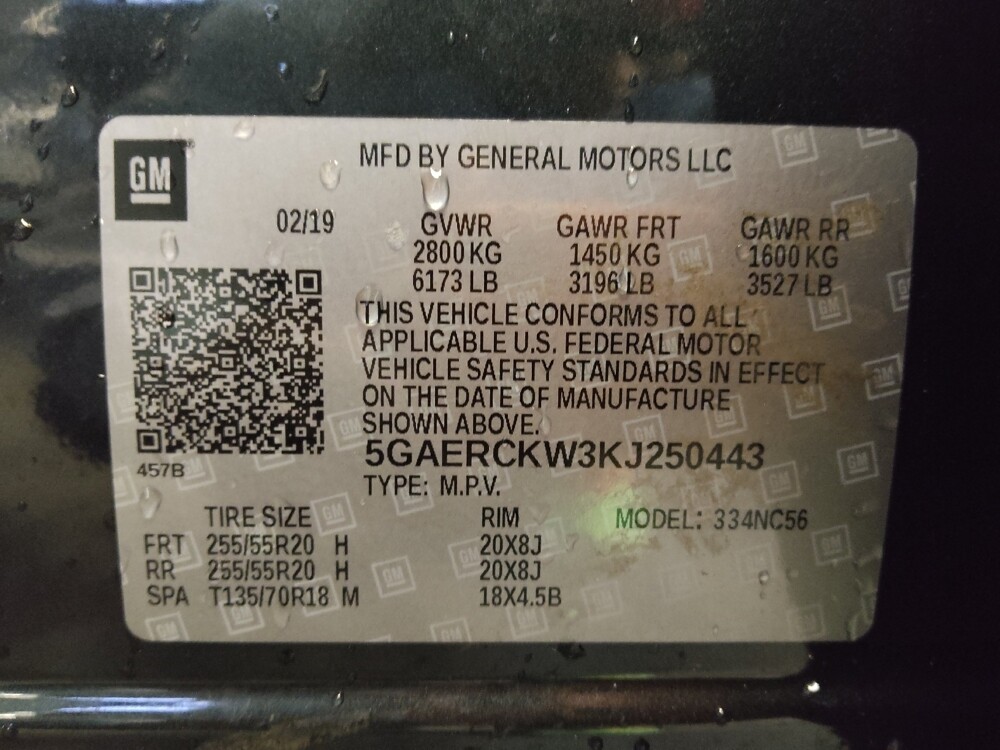 GM
MFD BY GENERAL MOTORS LLC
02/19 GVWR GAWR FRT GAWR RR
2800 KG 1450 KG 1600 KG
6173 LB 3196 LB 3527 LB
THIS VEHICLE CONFORMS TO ALL
APPLICABLE U.S. FEDERAL MOTOR
VEHICLE SAFETY STANDARDS IN EFFECT
ON THE DATE OF MANUFACTURE
SHOWN ABOVE.
5GAERCKW3KJ250443
457B
TYPE: M.P.V.
TIRE SIZE RIM MODEL: 334NC56
FRT 255/55R20 H 20X8J
RR 255/55R20 H 20X8J
SPA T135/70R18 M 18X4.5B